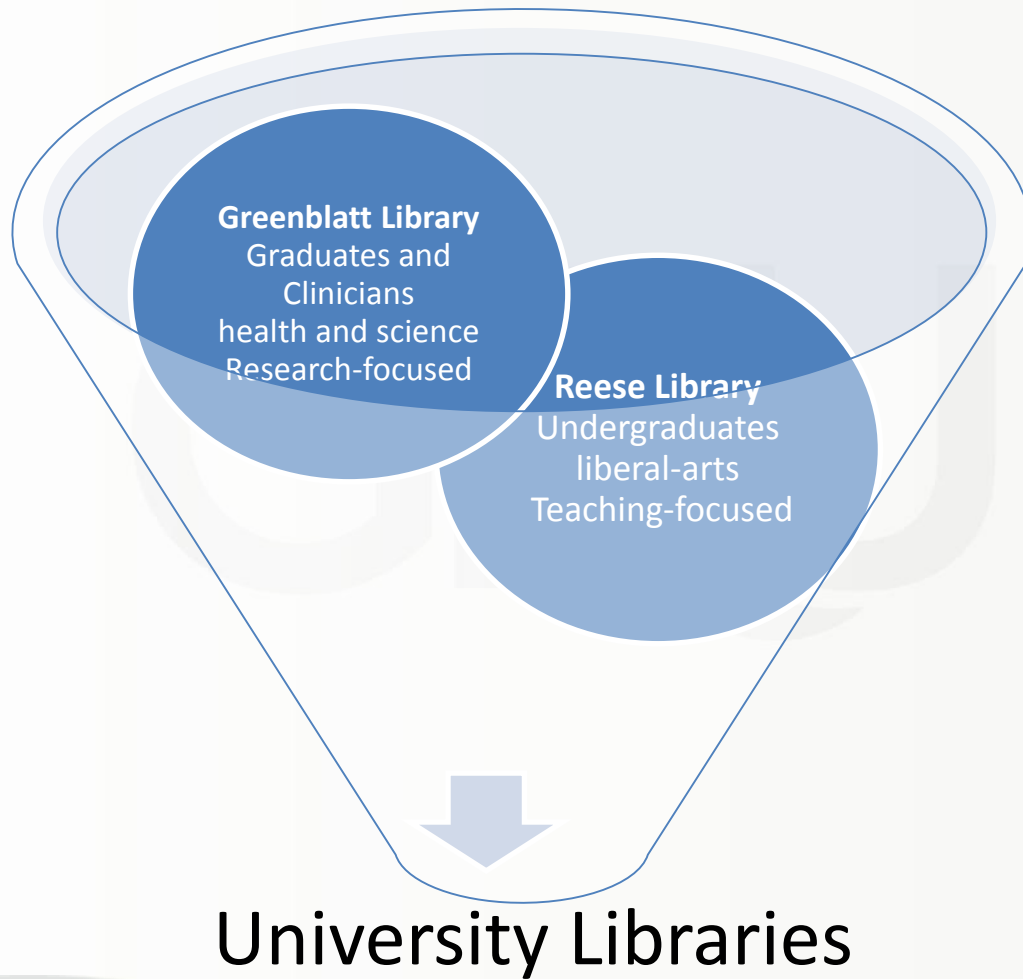 Greenblatt Library
Graduates and
Clinicians
health and science
Research-focused
Reese Library
Undergraduates
liberal-arts
Teaching-focused
University Libraries